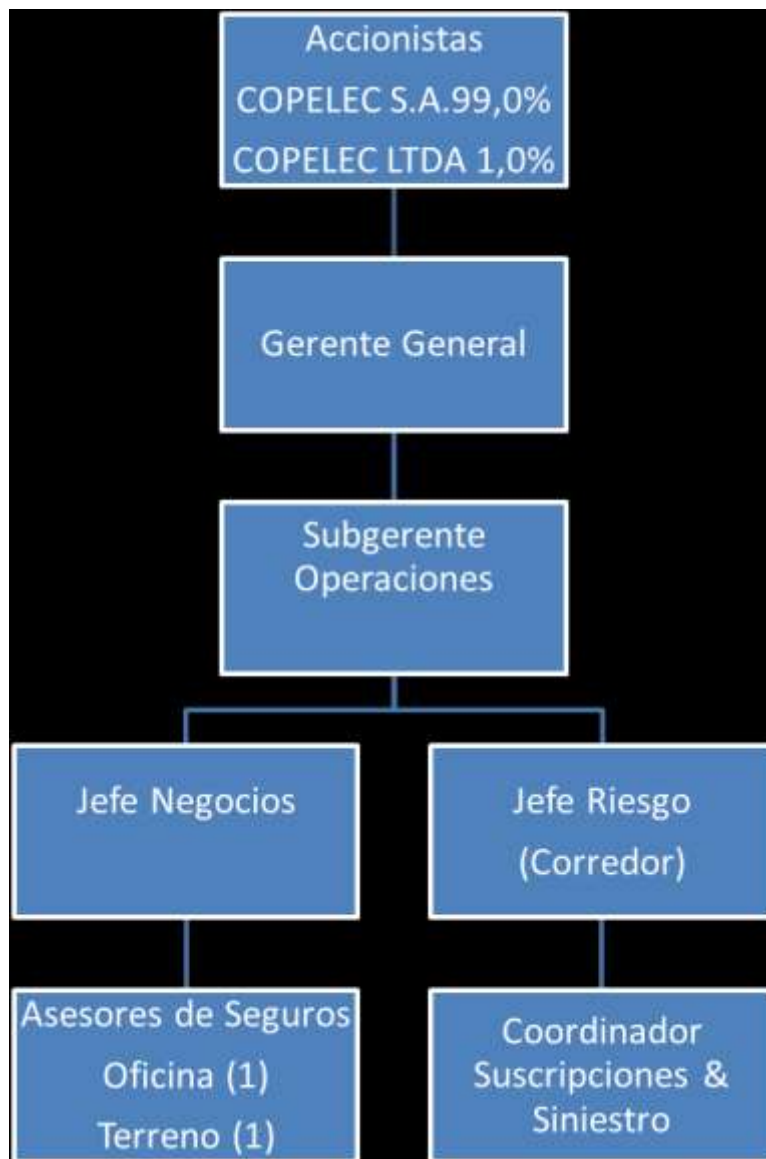 Accionistas
COPELEC S.A.99,0%
COPELEC LTDA 1,0%
Gerente General
Subgerente
Operaciones
Jefe Negocios
Jefe Riesgo
(Corredor)
Asesores de Seguros
Oficina (1)
Terreno (1)
Coordinador
Suscripciones &
Siniestro